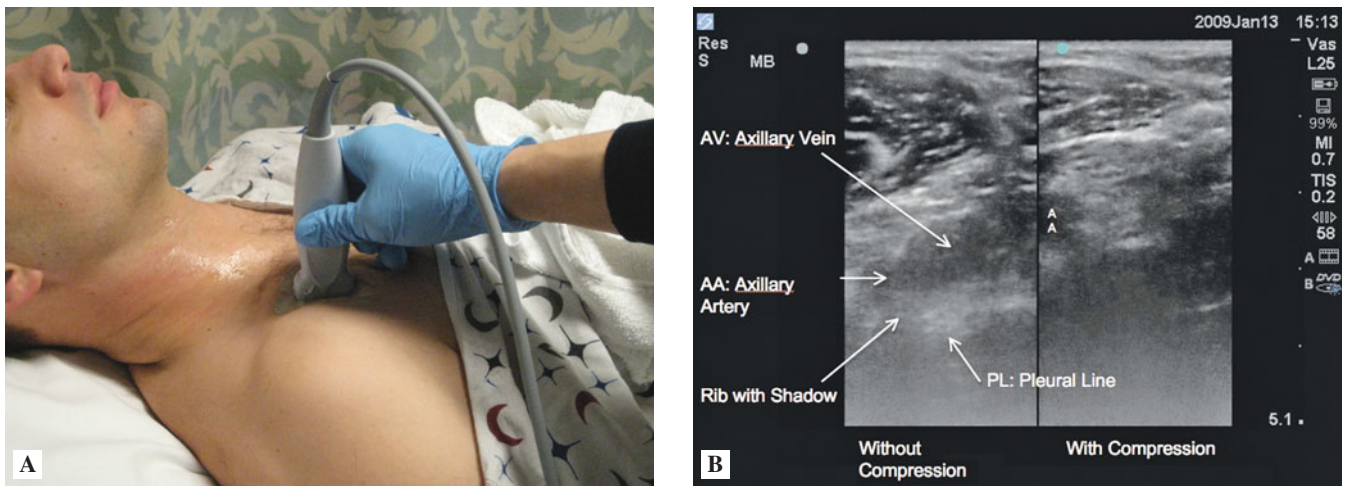 A
2009Jan13 15:13
Res
S MB
Vas
L25
99%
MI
0.7
TIS
0.2
58
A
B DVD
AV: Axillary Vein
A
A
AA: Axillary
Artery
Rib with Shadow
PL: Pleural Line
5.1
Without
Compression
With Compression
B